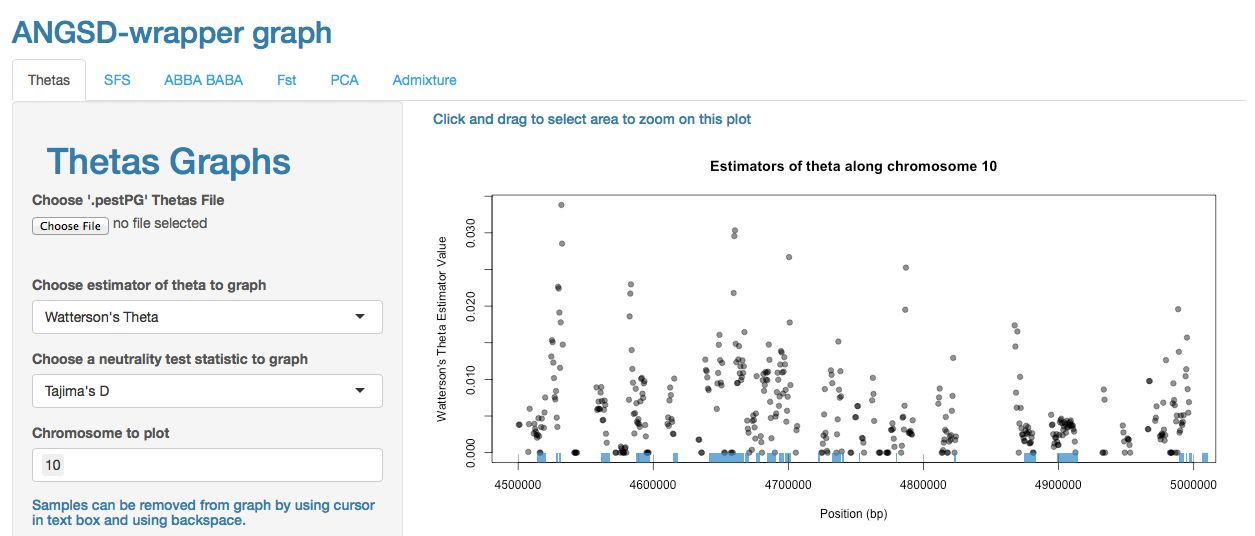 ANGSD-wrapper graph
Thetas SFS ABBA BABA Fst PCA Admixture
Thetas Graphs
Choose '.pestPG' Thetas File
Choose File no file selected
Choose estimator of theta to graph
Watterson's Theta
Choose a neutrality test statistic to graph
Tajima's D
Chromosome to plot
10
Samples can be removed from graph by using cursor
in text box and using backspace.
Click and drag to select area to zoom on this plot
Estimators of theta along chromosome 10
Watterson's Theta Estimator Value
0.030
0.020
0.010
0.000
4500000 4600000 4700000 4800000 4900000 5000000
Position (bp)